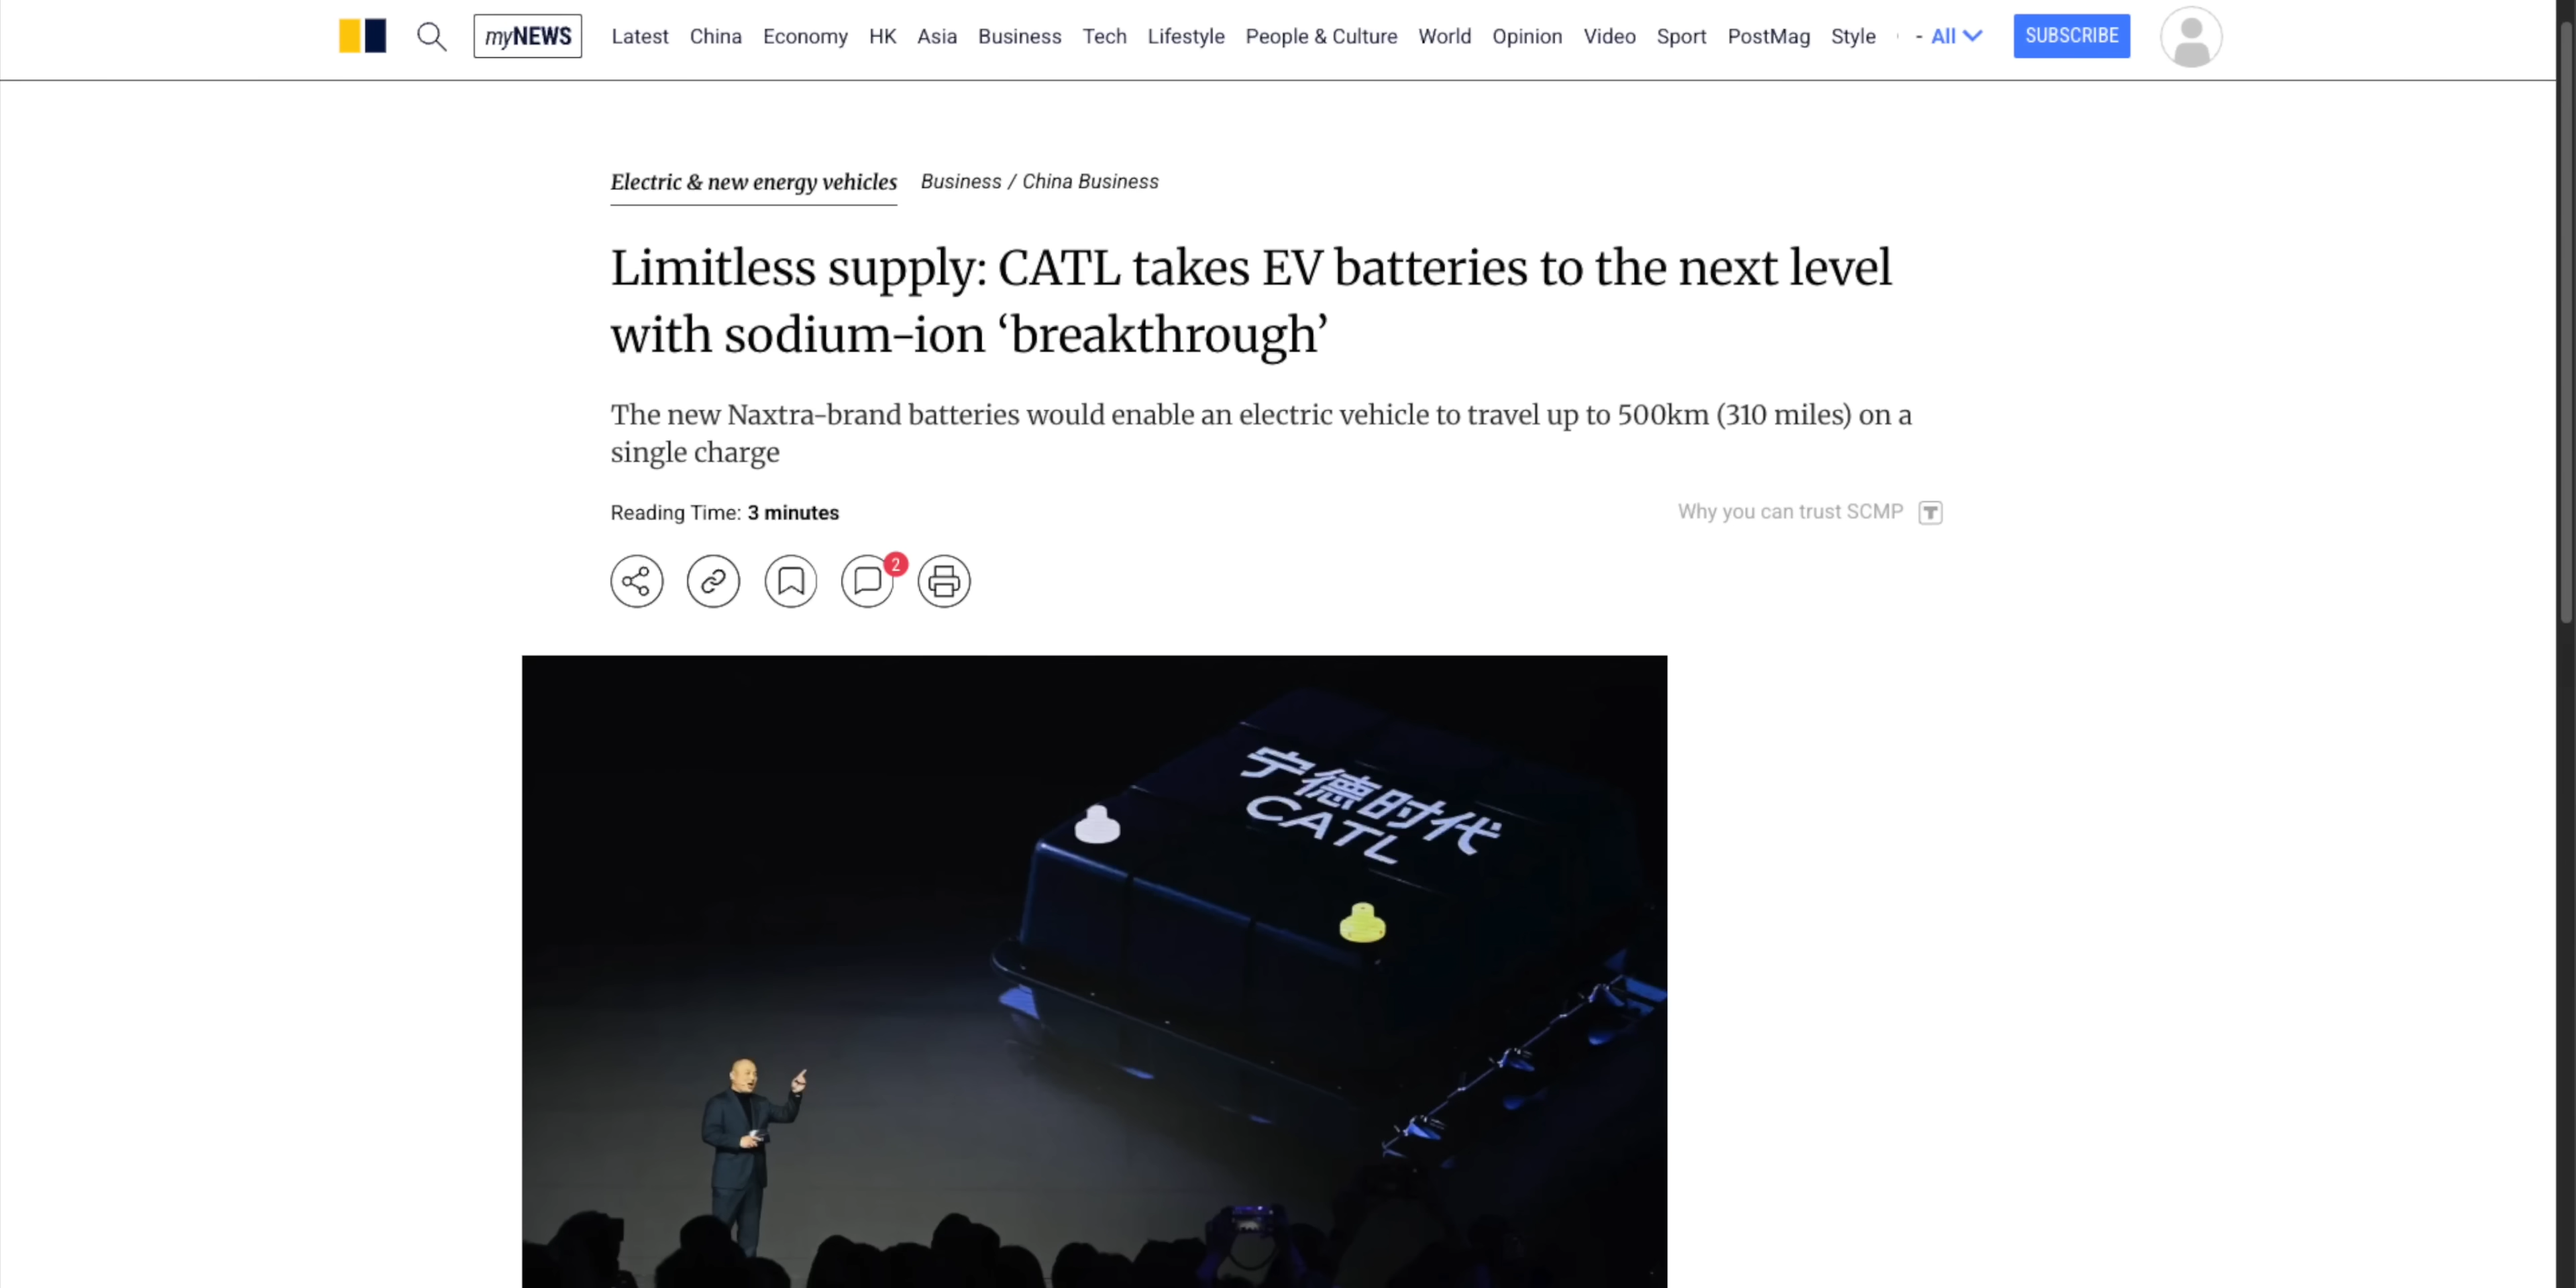 myNEWS Latest China Economy HK Asia Business Tech Lifestyle People & Culture World Opinion Video Sport PostMag Style - All SUBSCRIBE
Electric & new energy vehicles Business / China Business
Limitless supply: CATL takes EV batteries to the next level
with sodium-ion ‘breakthrough’
The new Naxtra-brand batteries would enable an electric vehicle to travel up to 500km (310 miles) on a
single charge
Reading Time: 3 minutes Why you can trust SCMP T
2
宁德时代
CATL